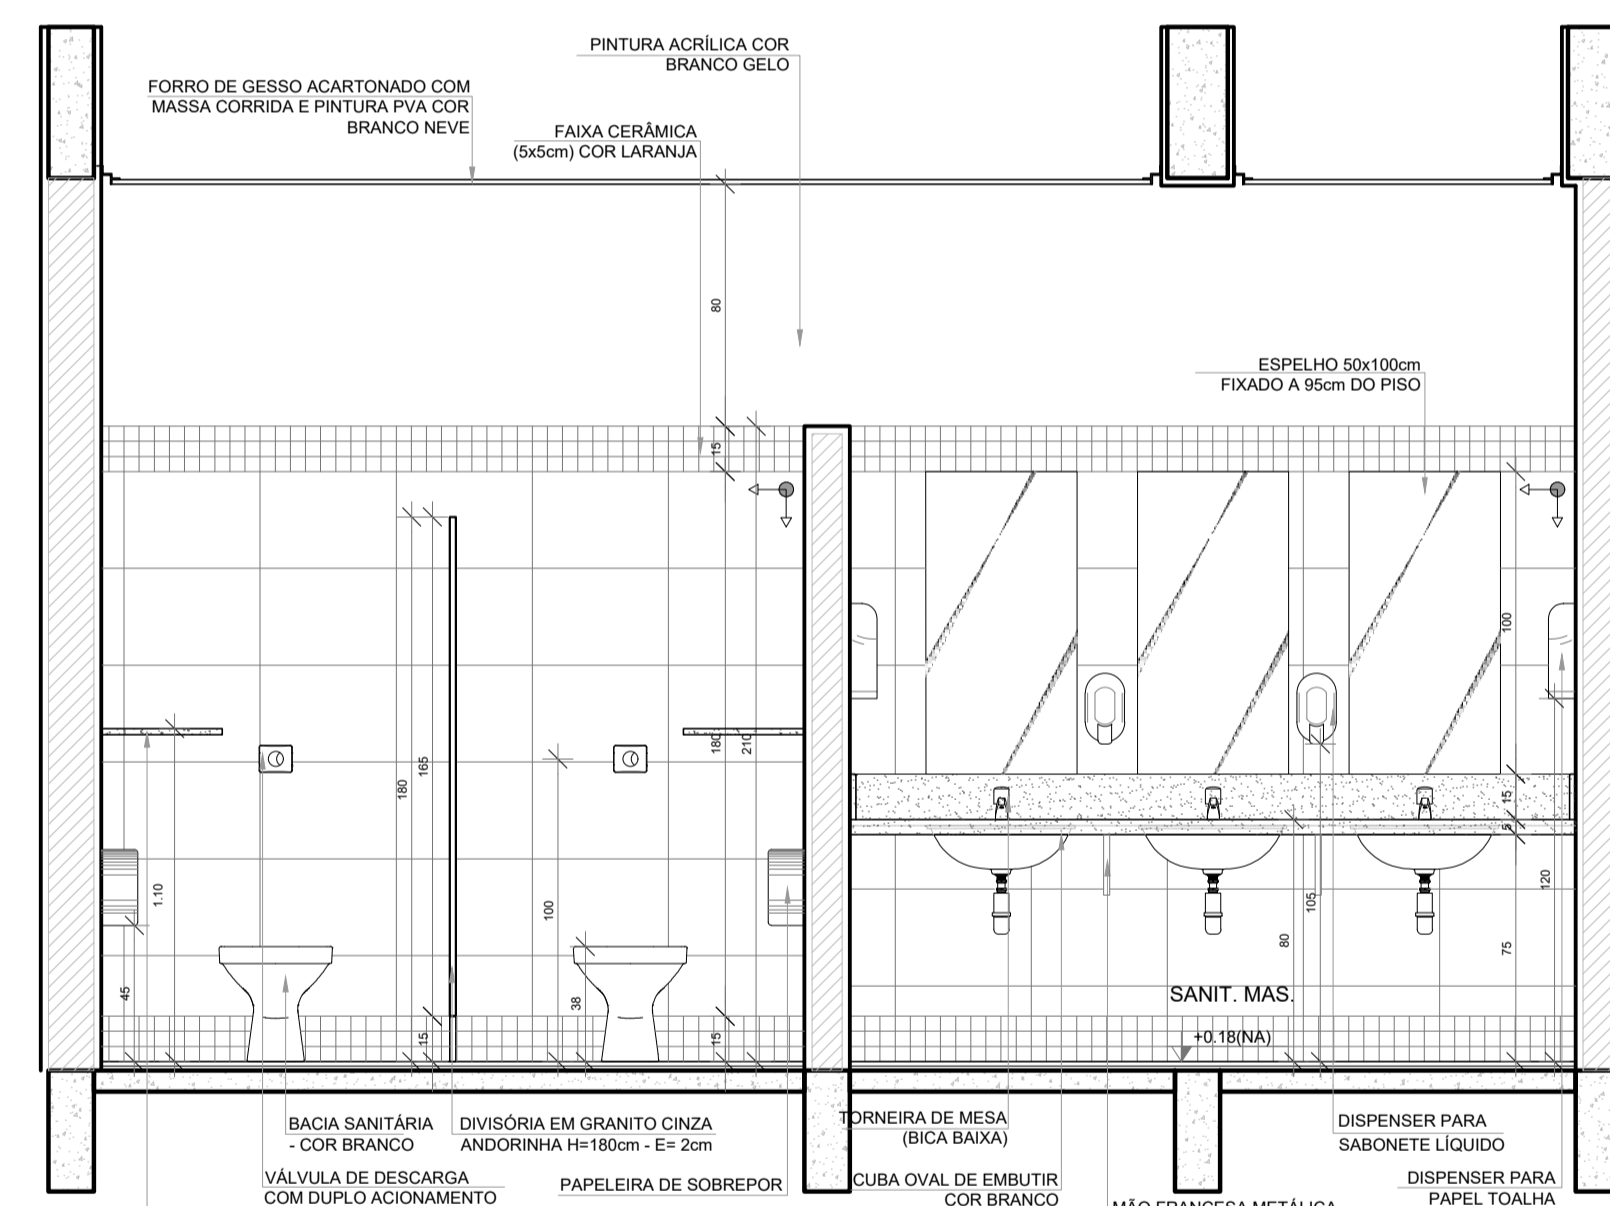 PINTURA ACRÍLICA COR
BRANCO GELO
FORRO DE GESSO ACARTONADO COM
MASSA CORRIDA E PINTURA PVA COR
BRANCO NEVE
FAIXA CERÂMICA
(5x5cm) COR LARANJA
80
ESPELHO 50x100cm
FIXADO A 95cm DO PISO
15
100
180
210
180
165
15
5
1.10
100
105
120
80
75
45
38
15
15
SANIT. MAS.
+0.18(NA)
BACIA SANITÁRIA
- COR BRANCO
DIVISÓRIA EM GRANITO CINZA
ANDORINHA H=180cm - E= 2cm
TORNEIRA DE MESA
(BICA BAIXA)
DISPENSER PARA
SABONETE LÍQUIDO
VÁLVULA DE DESCARGA
COM DUPLO ACIONAMENTO
PAPELEIRA DE SOBREPOR
CUBA OVAL DE EMBUTIR
COR BRANCO
MÃO FRANCESA METÁLICA
DISPENSER PARA
PAPEL TOALHA